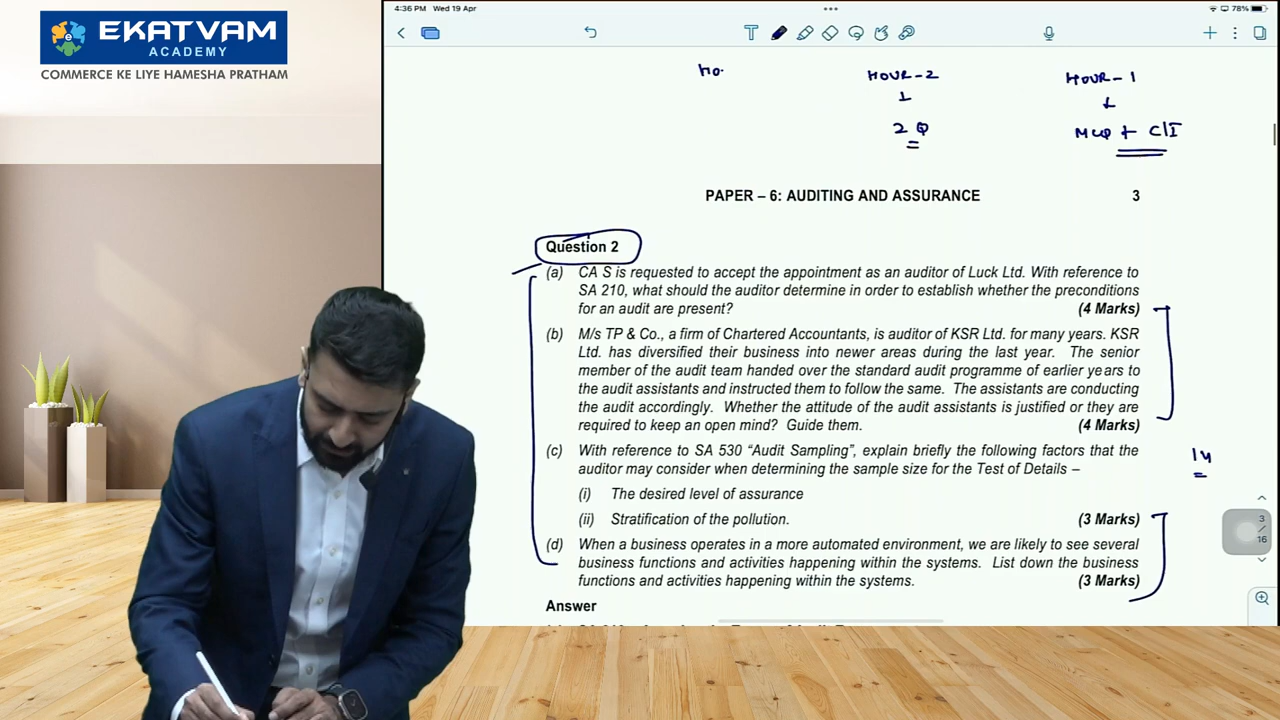 EKATVAM
ACADEMY
COMMERCE KE LIYE HAMESHA PRATHAM
4:36 PM Wed 19 Apr
78%
Ho.
HOUR-2
HOUR-1
2 Q
MCQ + C/I
PAPER – 6: AUDITING AND ASSURANCE 3
Question 2
(a) CA S is requested to accept the appointment as an auditor of Luck Ltd. With reference to
SA 210, what should the auditor determine in order to establish whether the preconditions
for an audit are present? (4 Marks)
(b) M/s TP & Co., a firm of Chartered Accountants, is auditor of KSR Ltd. for many years. KSR
Ltd. has diversified their business into newer areas during the last year. The senior
member of the audit team handed over the standard audit programme of earlier years to
the audit assistants and instructed them to follow the same. The assistants are conducting
the audit accordingly. Whether the attitude of the audit assistants is justified or they are
required to keep an open mind? Guide them. (4 Marks)
(c) With reference to SA 530 “Audit Sampling”, explain briefly the following factors that the
auditor may consider when determining the sample size for the Test of Details –
14
(i) The desired level of assurance
(ii) Stratification of the pollution. (3 Marks)
3
/
16
(d) When a business operates in a more automated environment, we are likely to see several
business functions and activities happening within the systems. List down the business
functions and activities happening within the systems. (3 Marks)
Answer